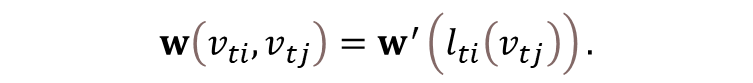 𝐰(𝑣_{𝑡𝑖}, 𝑣_{𝑡𝑗}) = 𝐰′(𝑙_{𝑡𝑖}(𝑣_{𝑡𝑗})).